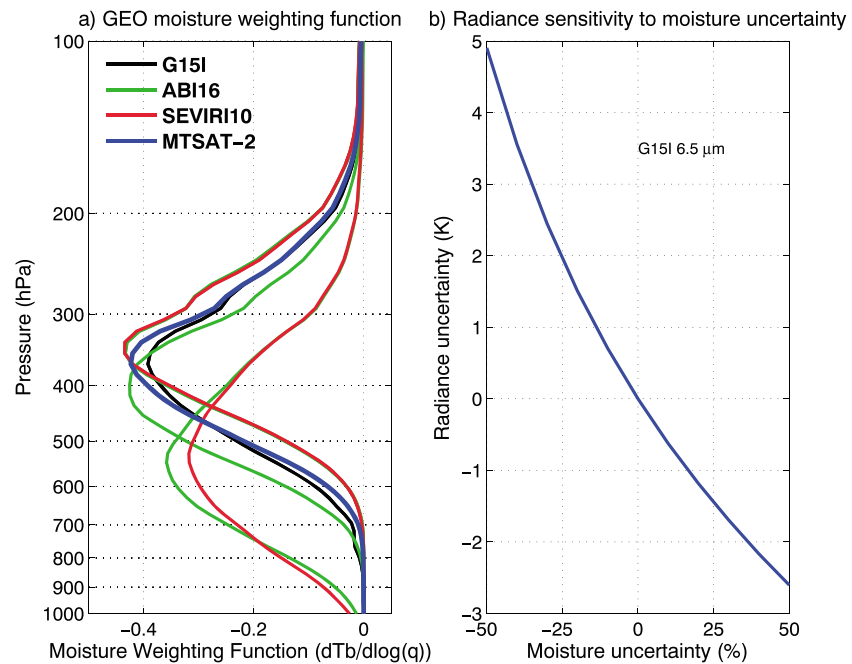 a) GEO moisture weighting function
G15I
ABI16
SEVIRI10
MTSAT−2
100
200
300
400
500
600
700
800
900
1000
−0.4
−0.2
0
Pressure (hPa)
Moisture Weighting Function (dTb/dlog(q))
b) Radiance sensitivity to moisture uncertainty
G15I 6.5 μm
5
4
3
2
1
0
−1
−2
−3
−50
−25
0
25
50
Radiance uncertainty (K)
Moisture uncertainty (%)